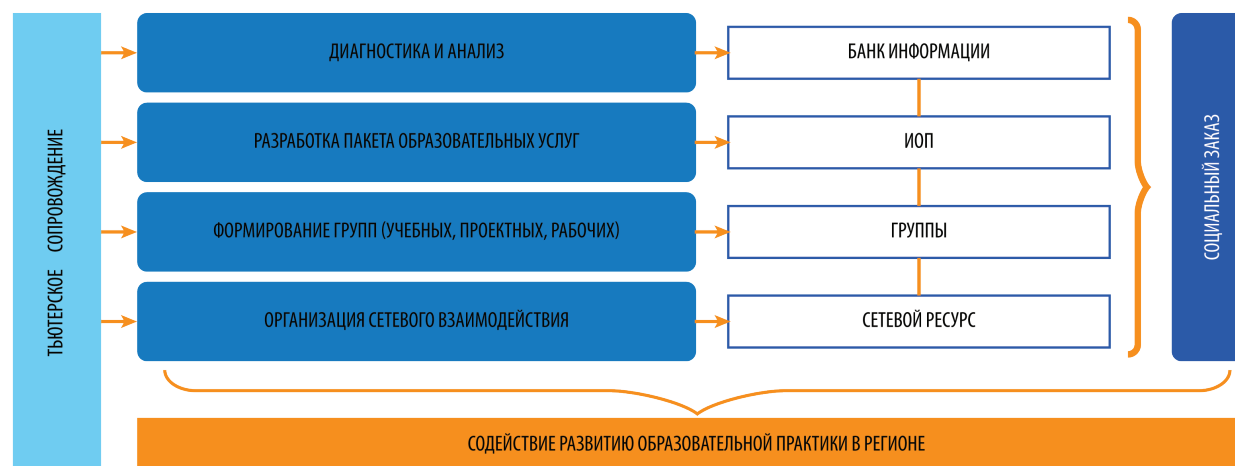 ТЬЮТЕРСКОЕ СОПРОВОЖДЕНИЕ
ДИАГНОСТИКА И АНАЛИЗ
БАНК ИНФОРМАЦИИ
РАЗРАБОТКА ПАКЕТА ОБРАЗОВАТЕЛЬНЫХ УСЛУГ
ИОП
ФОРМИРОВАНИЕ ГРУПП (УЧЕБНЫХ, ПРОЕКТНЫХ, РАБОЧИХ)
ГРУППЫ
ОРГАНИЗАЦИЯ СЕТЕВОГО ВЗАИМОДЕЙСТВИЯ
СЕТЕВОЙ РЕСУРС
СОЦИАЛЬНЫЙ ЗАКАЗ
СОДЕЙСТВИЕ РАЗВИТИЮ ОБРАЗОВАТЕЛЬНОЙ ПРАКТИКИ В РЕГИОНЕ